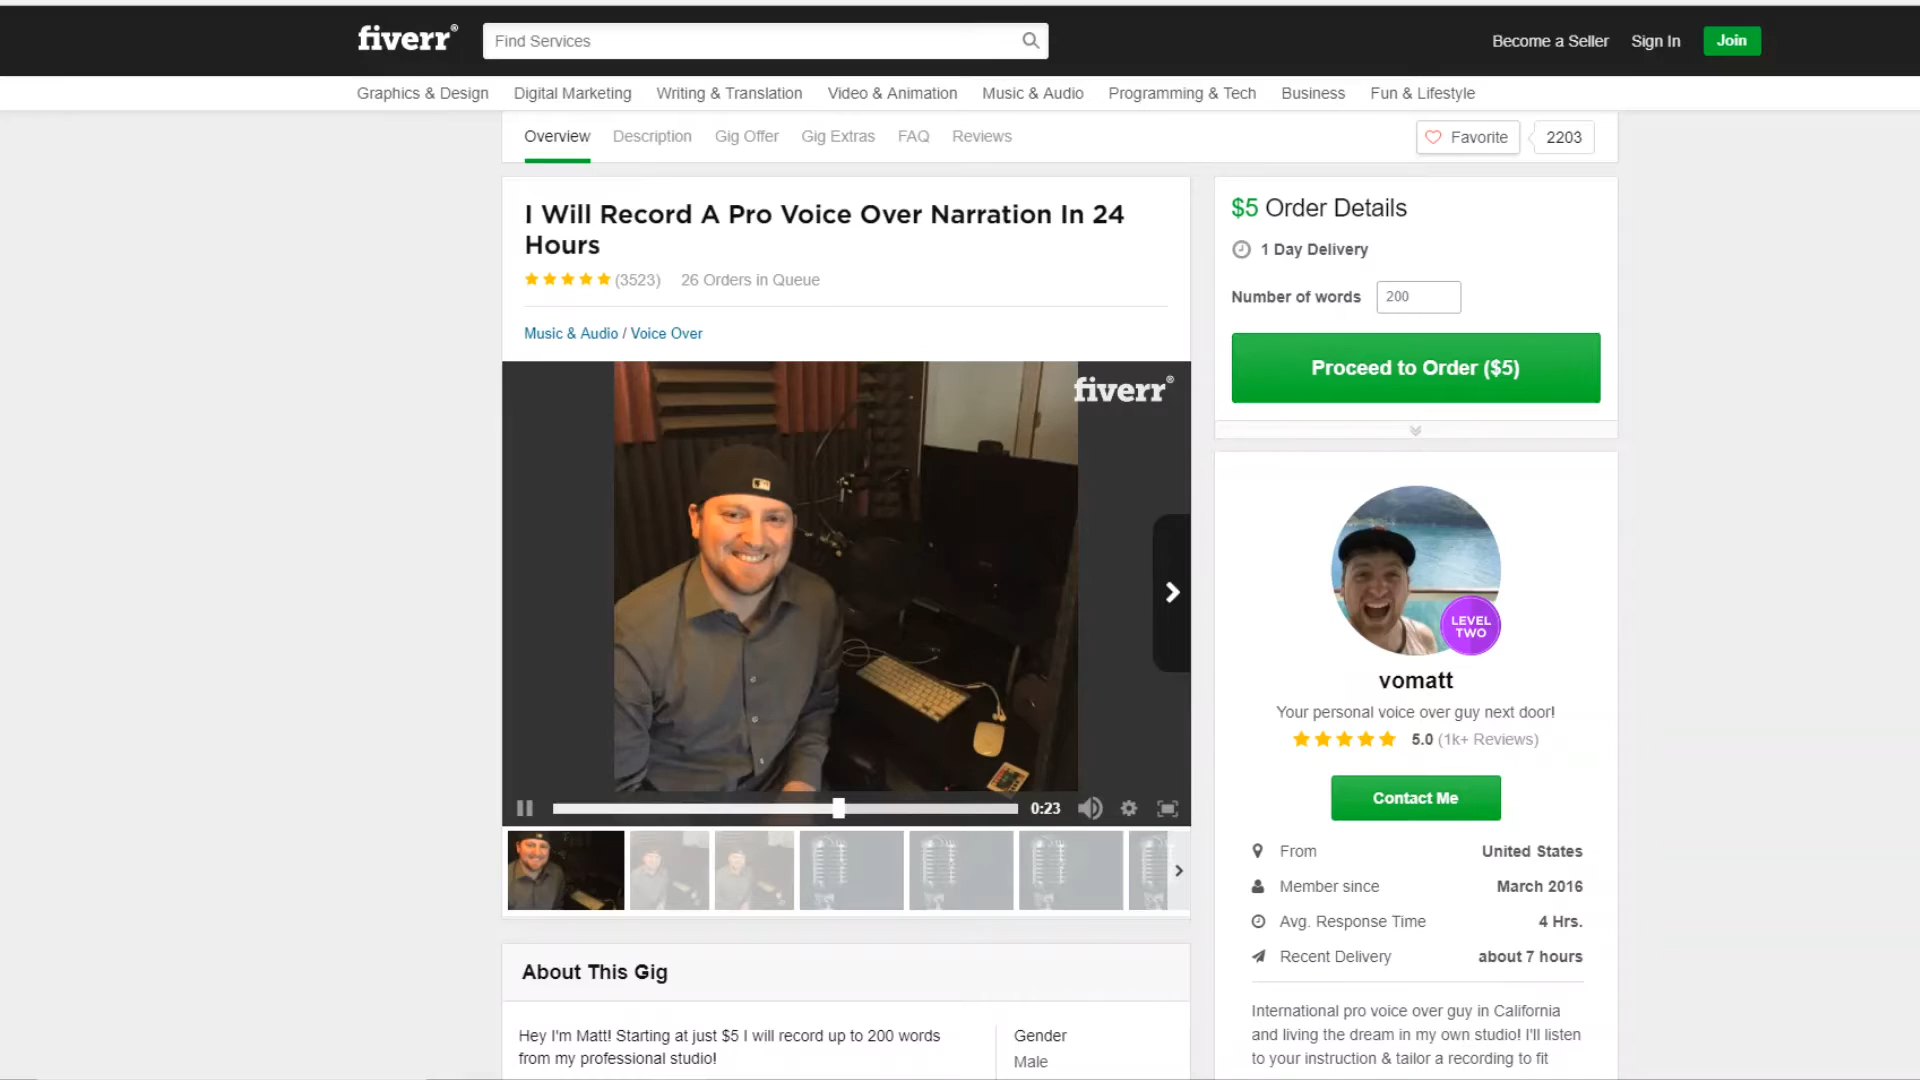 fiverr®
Find Services
Become a Seller
Sign In
Join
Graphics & Design
Digital Marketing
Writing & Translation
Video & Animation
Music & Audio
Programming & Tech
Business
Fun & Lifestyle
Overview
Description
Gig Offer
Gig Extras
FAQ
Reviews
Favorite
2203
I Will Record A Pro Voice Over Narration In 24
Hours
(3523)
26 Orders in Queue
Music & Audio / Voice Over
fiverr®
0:23
About This Gig
Hey I'm Matt! Starting at just $5 I will record up to 200 words
from my professional studio!
Gender
Male
$5 Order Details
1 Day Delivery
Number of words
200
Proceed to Order ($5)
LEVEL
TWO
vomatt
Your personal voice over guy next door!
5.0 (1k+ Reviews)
Contact Me
From
United States
Member since
March 2016
Avg. Response Time
4 Hrs.
Recent Delivery
about 7 hours
International pro voice over guy in California
and living the dream in my own studio! I'll listen
to your instruction & tailor a recording to fit